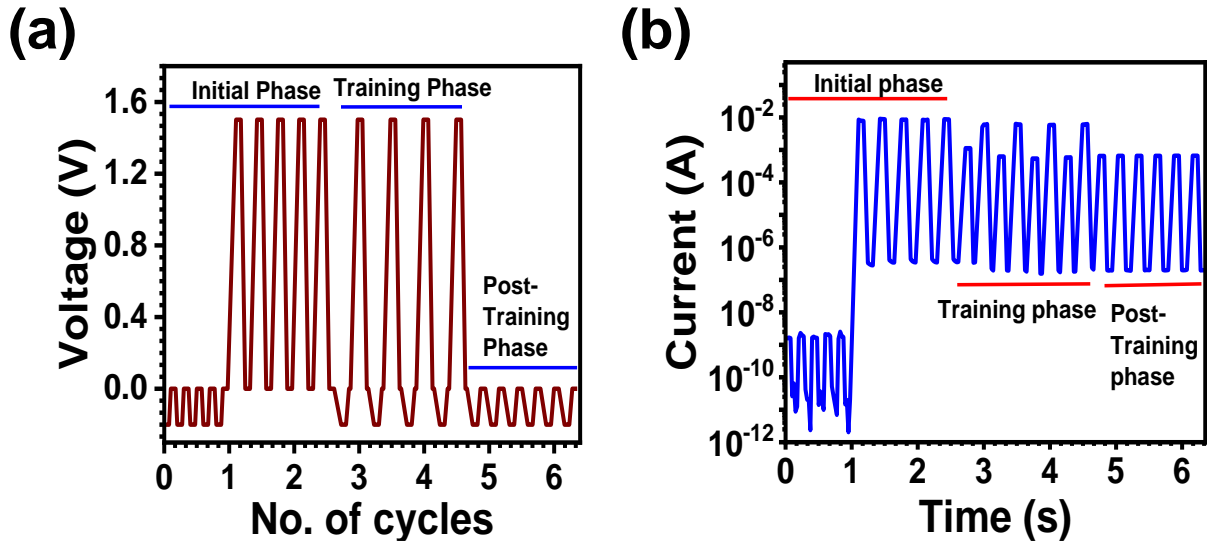 (a)
Voltage (V)
1.6
1.2
0.8
0.4
0.0
Initial Phase
Training Phase
Post-
Training
Phase
0 1 2 3 4 5 6
No. of cycles
(b)
Current (A)
10-2
10-4
10-6
10-8
10-10
10-12
Initial phase
Training phase
Post-
Training
phase
0 1 2 3 4 5 6
Time (s)